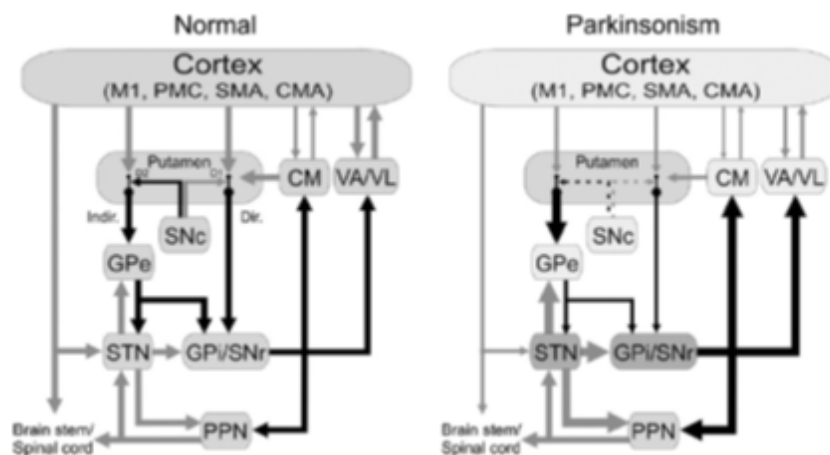 Normal
Cortex
(M1, PMC, SMA, CMA)
Putamen
D2
D1
CM
VA/VL
Indir.
Dir.
SNc
GPe
STN
GPi/SNr
Brain stem/
Spinal cord
PPN
Parkinsonism
Cortex
(M1, PMC, SMA, CMA)
Putamen
CM
VA/VL
SNc
GPe
STN
GPi/SNr
Brain stem/
Spinal cord
PPN